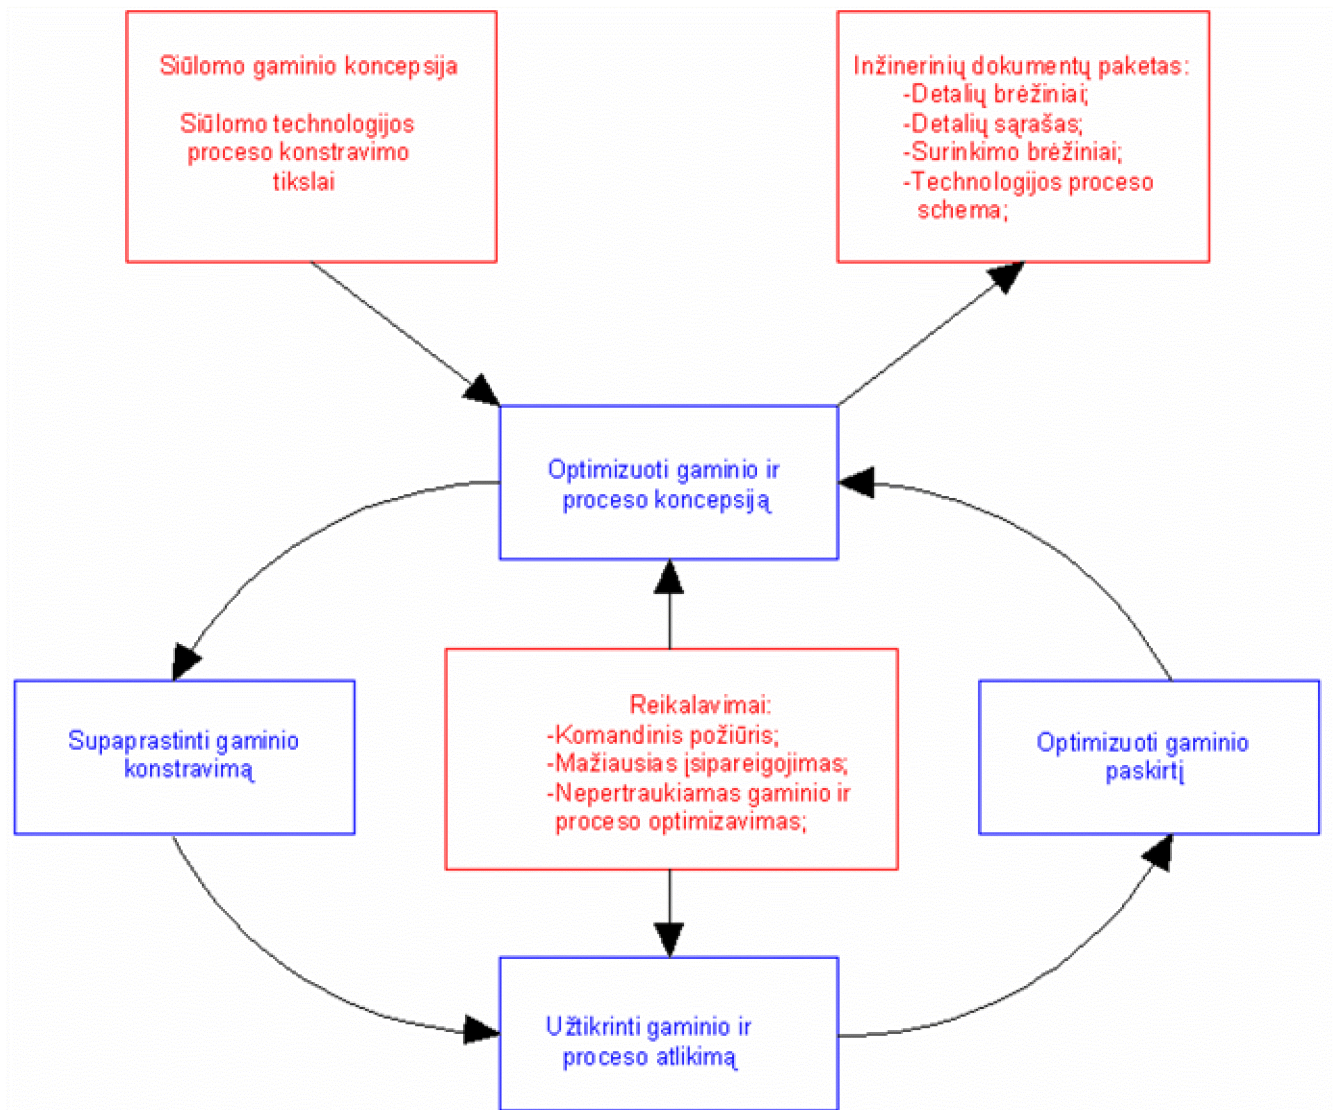 Siūlomo gaminio koncepsija
Siūlomo technologijos
proceso konstravimo
tikslai
Inžinerinių dokumentų paketas:
-Detalių brėžiniai;
-Detalių sąrašas;
-Surinkimo brėžiniai;
-Technologijos proceso
schema;
Optimizuoti gaminio ir
proceso koncepsiją
Supaprastinti gaminio
konstravimą
Reikalavimai:
-Komandinis požiūris;
-Mažiausias įsipareigojimas;
-Nepertraukiamas gaminio ir
proceso optimizavimas;
Optimizuoti gaminio
paskirtį
Užtikrinti gaminio ir
proceso atlikimą